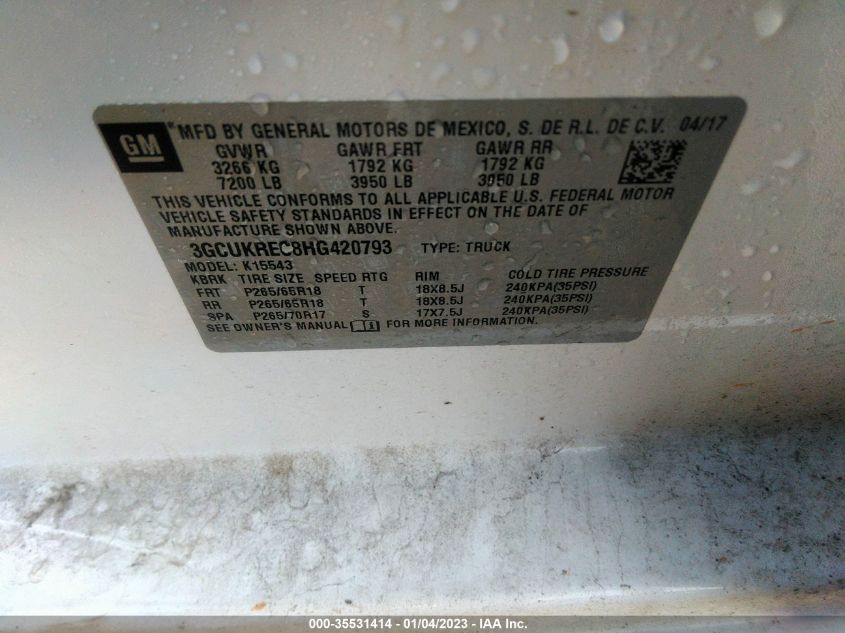 GM MFD BY GENERAL MOTORS DE MEXICO, S. DE R.L. DE C.V. 04/17
GVWR GAWR FRT GAWR RR
3266 KG 1792 KG 1792 KG
7200 LB 3950 LB 3950 LB
THIS VEHICLE CONFORMS TO ALL APPLICABLE U.S. FEDERAL MOTOR
VEHICLE SAFETY STANDARDS IN EFFECT ON THE DATE OF
MANUFACTURE SHOWN ABOVE.
3GCUKREC8HG420793 TYPE: TRUCK
MODEL: K15543
KBRK TIRE SIZE SPEED RTG RIM COLD TIRE PRESSURE
FRT P265/65R18 T 18X8.5J 240KPA(35PSI)
RR P265/65R18 T 18X8.5J 240KPA(35PSI)
SPA P265/70R17 S 17X7.5J 240KPA(35PSI)
SEE OWNER'S MANUAL FOR MORE INFORMATION.
000-35531414 - 01/04/2023 - IAA Inc.